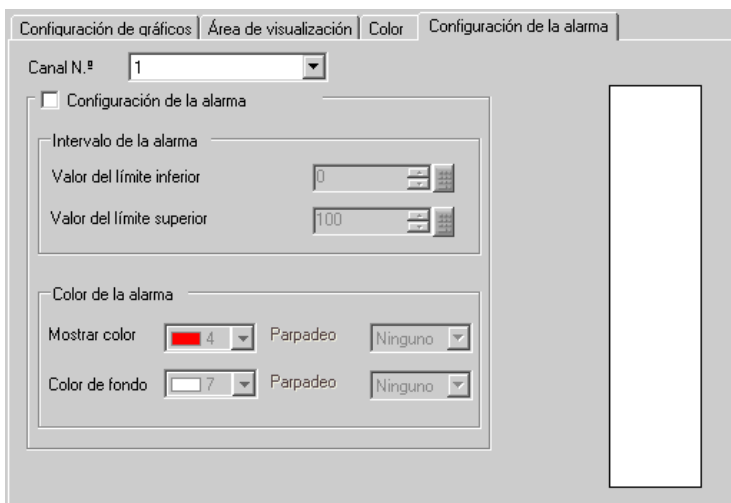 Configuración de gráficos Área de visualización Color Configuración de la alarma
Canal N.º 1
Configuración de la alarma
Intervalo de la alarma
Valor del límite inferior 0
Valor del límite superior 100
Color de la alarma
Mostrar color 4 Parpadeo Ninguno
Color de fondo 7 Parpadeo Ninguno